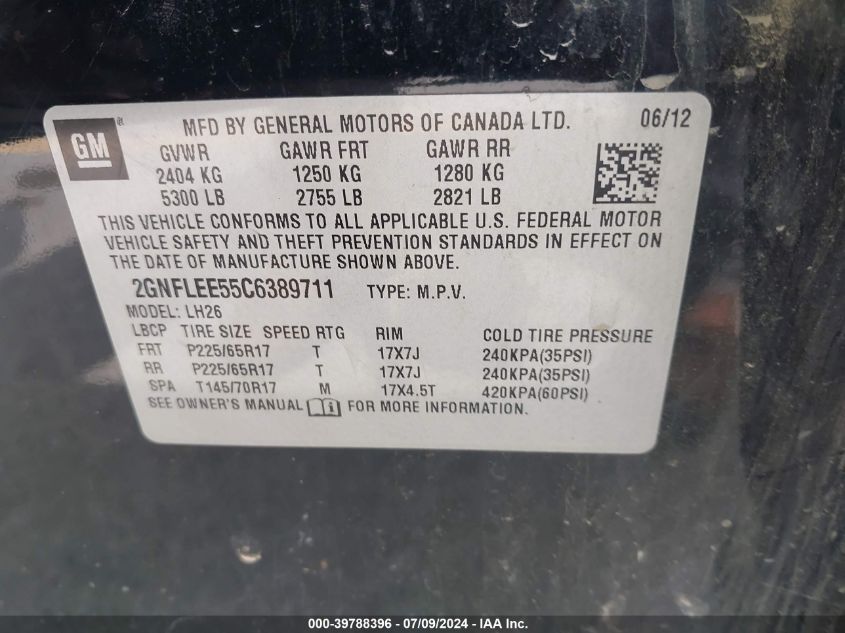 GM ® MFD BY GENERAL MOTORS OF CANADA LTD. 06/12
GVWR GAWR FRT GAWR RR
2404 KG 1250 KG 1280 KG
5300 LB 2755 LB 2821 LB
THIS VEHICLE CONFORMS TO ALL APPLICABLE U.S. FEDERAL MOTOR
VEHICLE SAFETY AND THEFT PREVENTION STANDARDS IN EFFECT ON
THE DATE OF MANUFACTURE SHOWN ABOVE.
2GNFLEE55C6389711 TYPE: M.P.V.
MODEL: LH26
LBCP TIRE SIZE SPEED RTG RIM COLD TIRE PRESSURE
FRT P225/65R17 T 17X7J 240KPA(35PSI)
RR P225/65R17 T 17X7J 240KPA(35PSI)
SPA T145/70R17 M 17X4.5T 420KPA(60PSI)
SEE OWNER'S MANUAL FOR MORE INFORMATION.
000-39788396 / 07/09/2024 - IAA Inc.